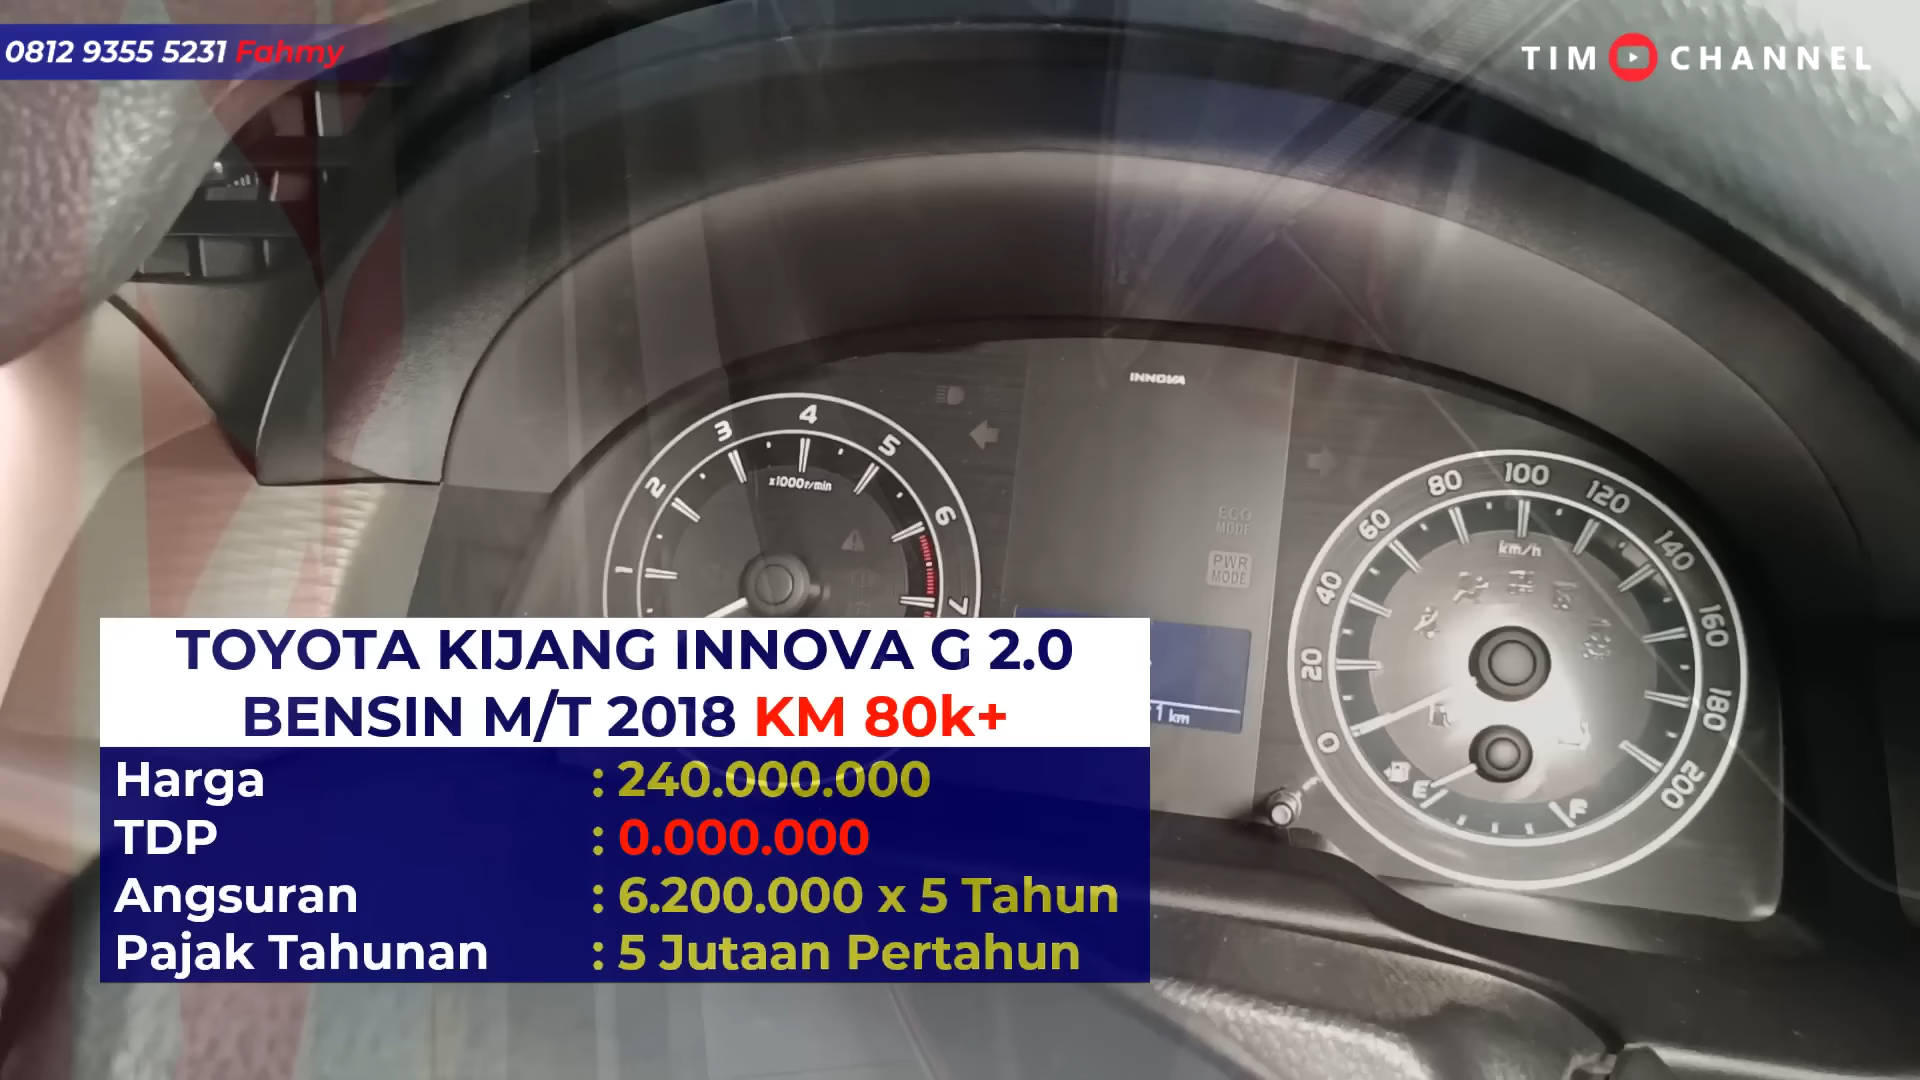 0812 9355 5231 Fahmy
TIM CHANNEL
INNOVA
1 2 3 4 5 6 7
x1000r/min
ECO
MODE
PWR
MODE
0 20 40 60 80 100 120 140 160 180 200
km/h
E F
1 km
TOYOTA KIJANG INNOVA G 2.0
BENSIN M/T 2018 KM 80k+
Harga : 240.000.000
TDP : 0.000.000
Angsuran : 6.200.000 x 5 Tahun
Pajak Tahunan : 5 Jutaan Pertahun